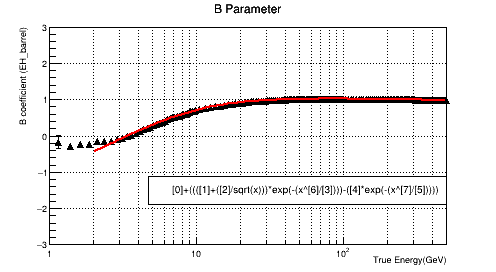 B Parameter
B coefficient (EH_barrel)
3
2
1
0
−1
−2
−3
[0]+((([1]+([2]/sqrt(x)))*exp(-(x^[6]/[3])))-([4]*exp(-(x^[7]/[5]))))
1
10
10²
True Energy(GeV)